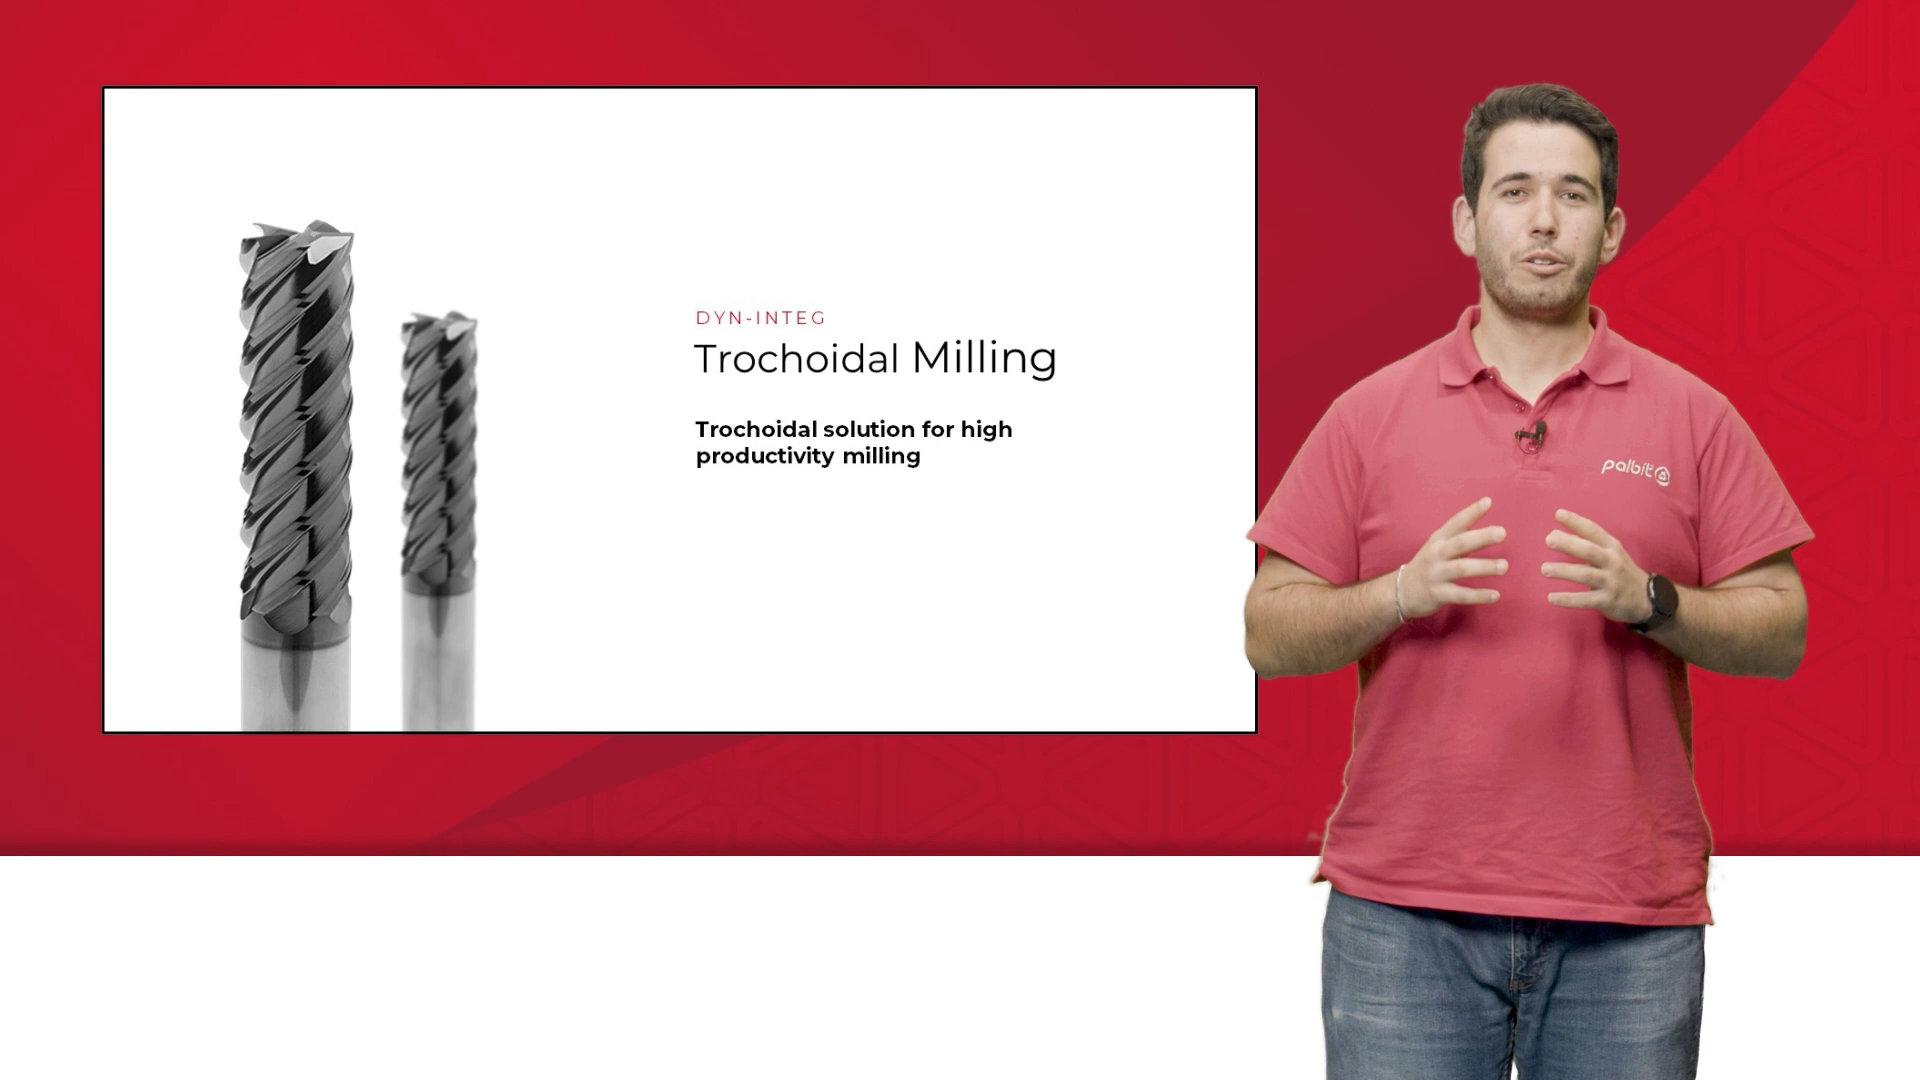 DYN-INTEG
Trochoidal Milling
Trochoidal solution for high
productivity milling
palbit